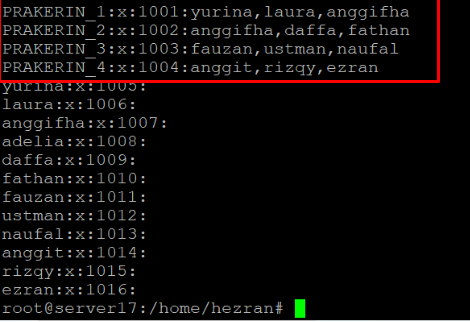 PRAKERIN_1:x:1001:yurina,laura,anggifha
PRAKERIN_2:x:1002:anggifha,daffa,fathan
PRAKERIN_3:x:1003:fauzan,ustman,naufal
PRAKERIN_4:x:1004:anggit,rizqy,ezran
yurina:x:1005:
laura:x:1006:
anggifha:x:1007:
adelia:x:1008:
daffa:x:1009:
fathan:x:1010:
fauzan:x:1011:
ustman:x:1012:
naufal:x:1013:
anggit:x:1014:
rizqy:x:1015:
ezran:x:1016:
root@server17:/home/hezran#